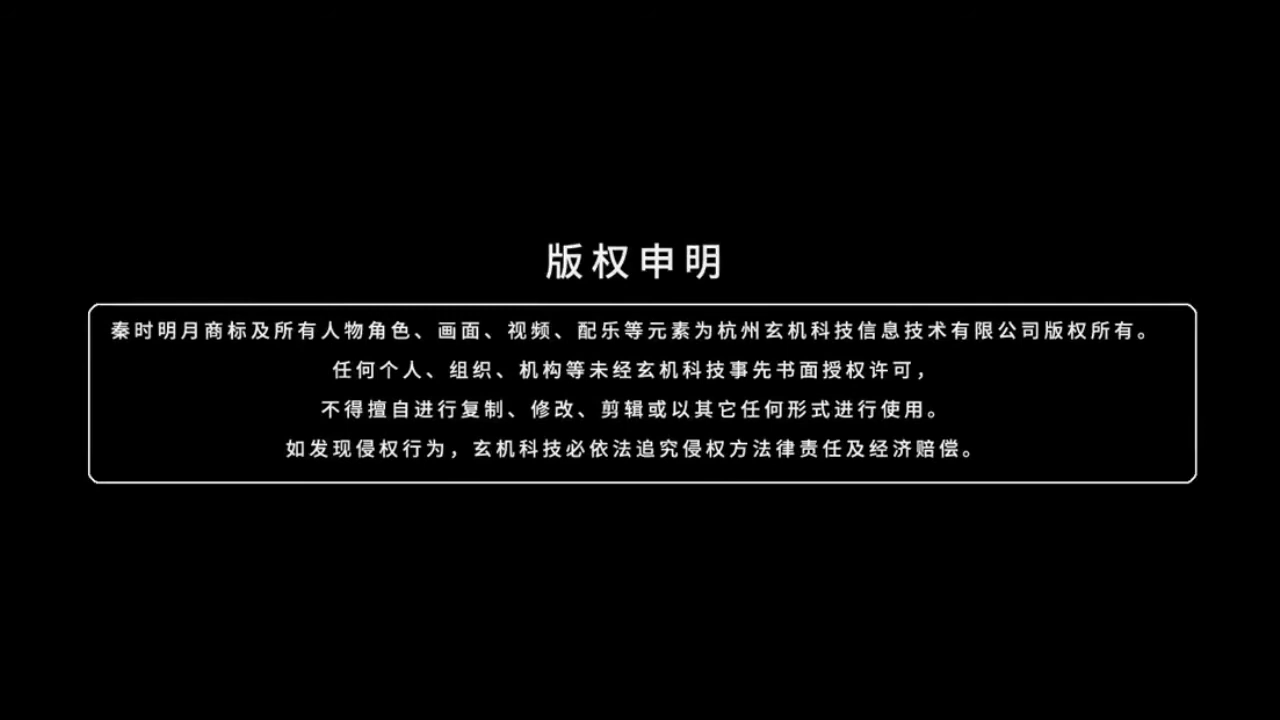 版权申明
秦时明月商标及所有人物角色、画面、视频、配乐等元素为杭州玄机科技信息技术有限公司版权所有。
任何个人、组织、机构等未经玄机科技事先书面授权许可，
不得擅自进行复制、修改、剪辑或以其它任何形式进行使用。
如发现侵权行为，玄机科技必依法追究侵权方法律责任及经济赔偿。